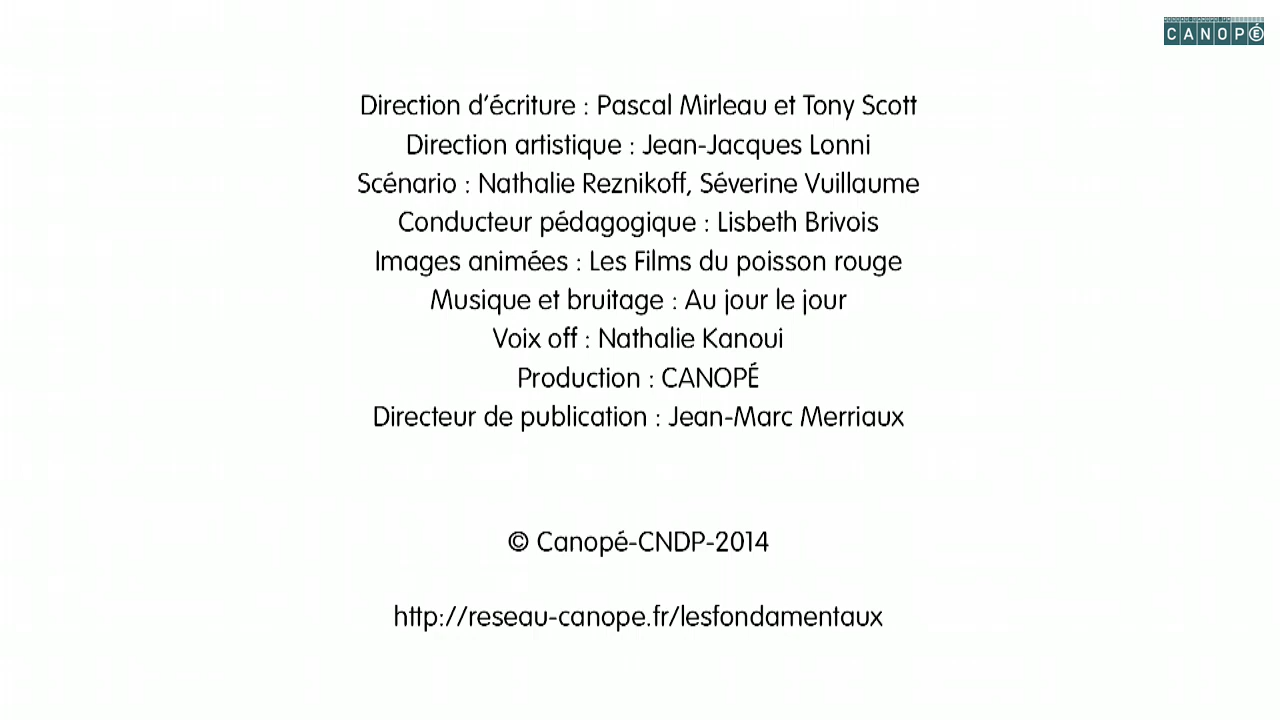 CANOPÉ
Direction d'écriture : Pascal Mirleau et Tony Scott
Direction artistique : Jean-Jacques Lonni
Scénario : Nathalie Reznikoff, Séverine Vuillaume
Conducteur pédagogique : Lisbeth Brivois
Images animées : Les Films du poisson rouge
Musique et bruitage : Au jour le jour
Voix off : Nathalie Kanoui
Production : CANOPÉ
Directeur de publication : Jean-Marc Merriaux
© Canopé-CNDP-2014
http://reseau-canope.fr/lesfondamentaux